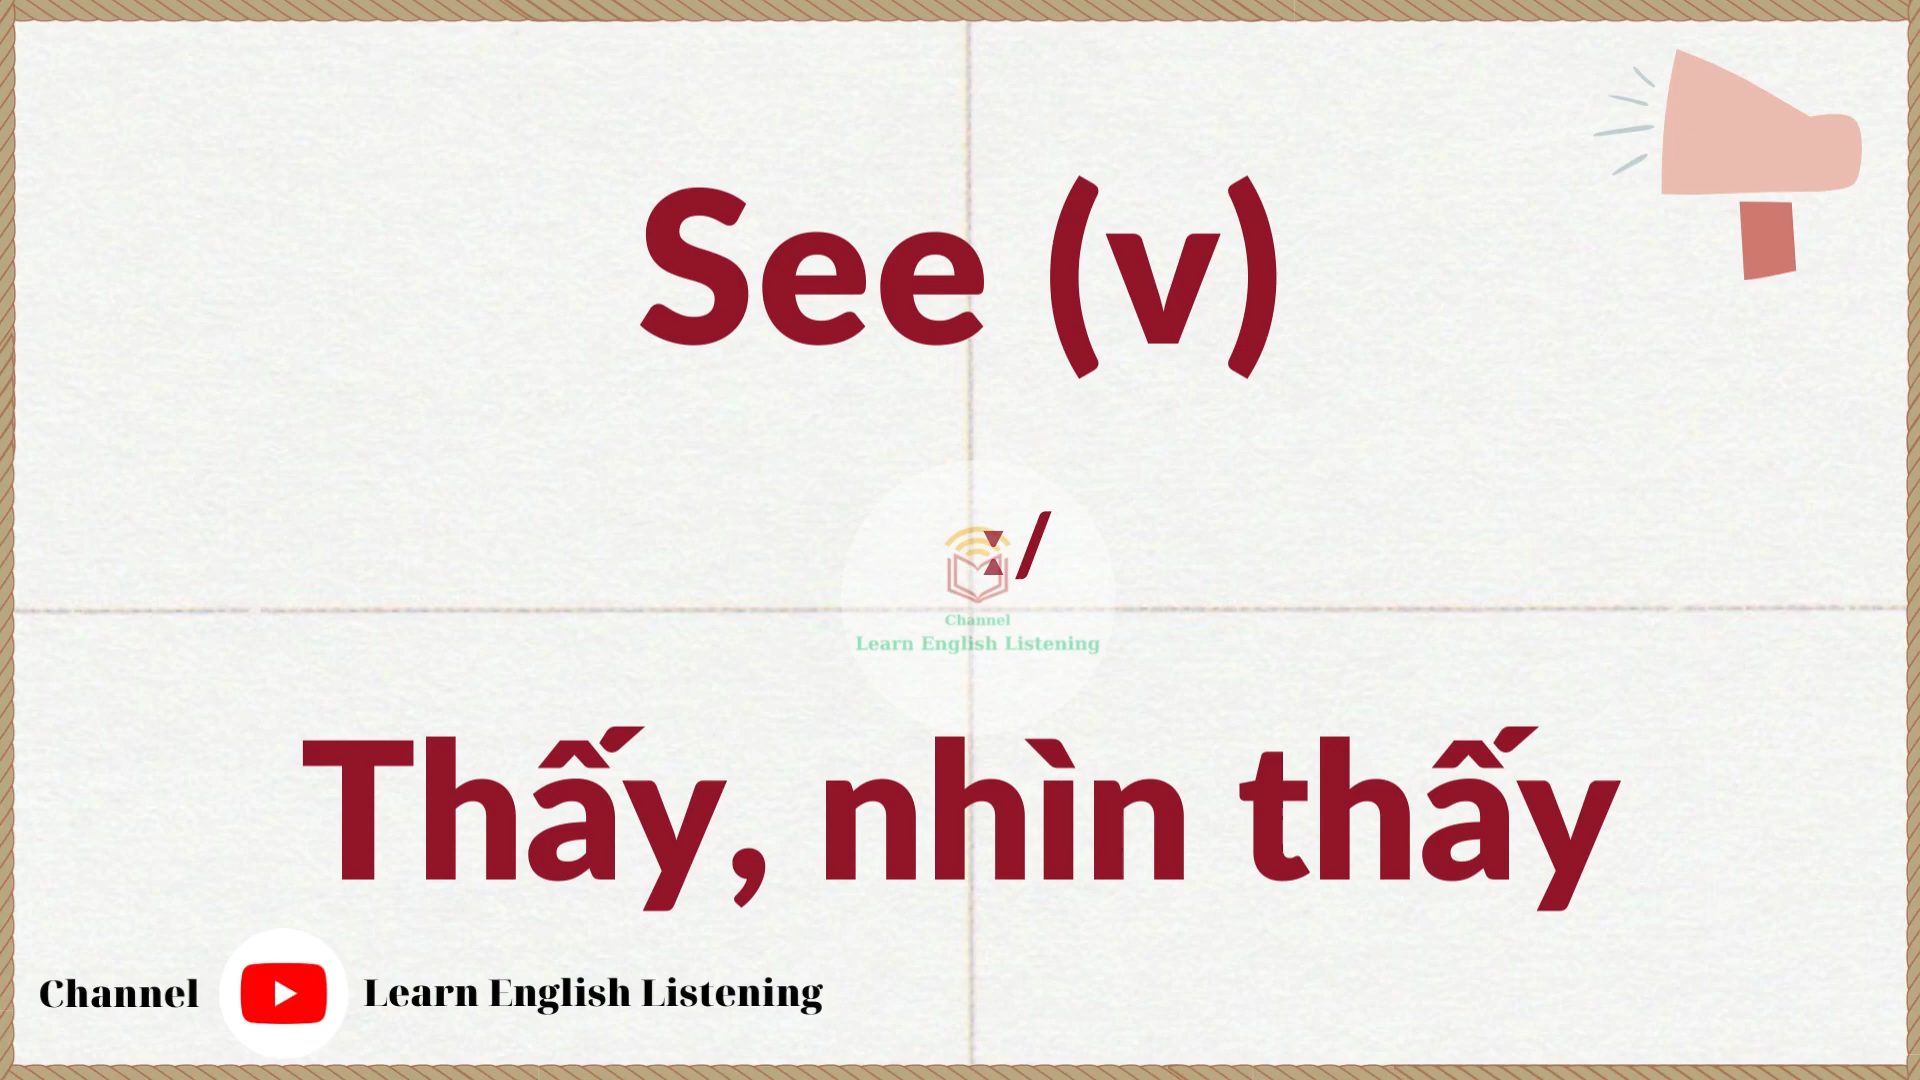 See (v)
ː/
Channel
Learn English Listening
Thấy, nhìn thấy
Channel Learn English Listening